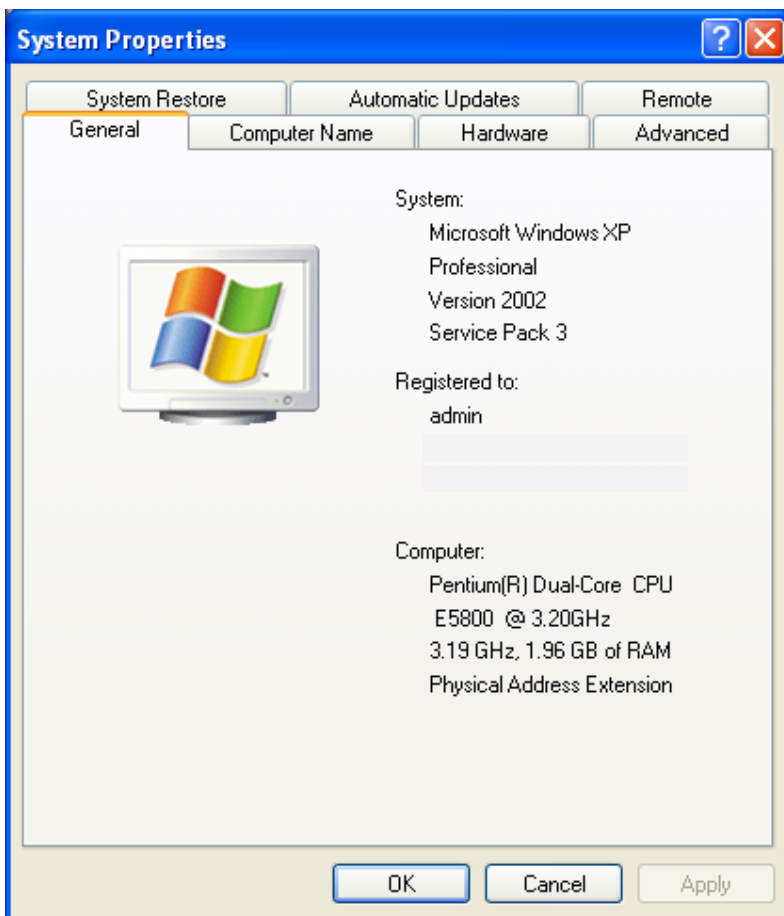 System Properties
System Restore
Automatic Updates
Remote
General
Computer Name
Hardware
Advanced
System:
Microsoft Windows XP
Professional
Version 2002
Service Pack 3
Registered to:
admin
Computer:
Pentium(R) Dual-Core CPU
E5800 @ 3.20GHz
3.19 GHz, 1.96 GB of RAM
Physical Address Extension
OK
Cancel
Apply